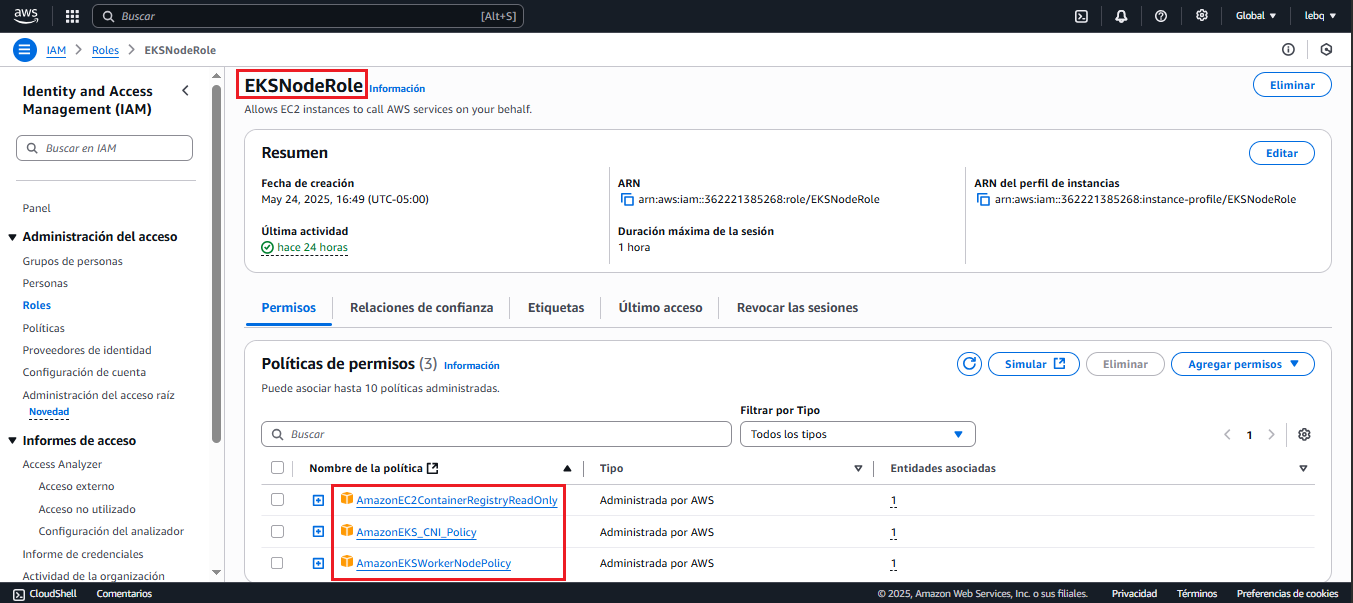 aws
Buscar [Alt+S]
Global lebq
IAM Roles EKSNodeRole
Identity and Access
Management (IAM)
Buscar en IAM
Panel
Administración del acceso
Grupos de personas
Personas
Roles
Políticas
Proveedores de identidad
Configuración de cuenta
Administración del acceso raíz
Novedad
Informes de acceso
Access Analyzer
Acceso externo
Acceso no utilizado
Configuración del analizador
Informe de credenciales
Actividad de la organización
EKSNodeRole Información
Eliminar
Allows EC2 instances to call AWS services on your behalf.
Resumen
Editar
Fecha de creación
May 24, 2025, 16:49 (UTC-05:00)
Última actividad
hace 24 horas
ARN
arn:aws:iam::362221385268:role/EKSNodeRole
Duración máxima de la sesión
1 hora
ARN del perfil de instancias
arn:aws:iam::362221385268:instance-profile/EKSNodeRole
Permisos Relaciones de confianza Etiquetas Último acceso Revocar las sesiones
Políticas de permisos (3) Información
Simular Eliminar Agregar permisos
Puede asociar hasta 10 políticas administradas.
Filtrar por Tipo
Buscar Todos los tipos 1
Nombre de la política Tipo Entidades asociadas
AmazonEC2ContainerRegistryReadOnly Administrada por AWS 1
AmazonEKS_CNI_Policy Administrada por AWS 1
AmazonEKSWorkerNodePolicy Administrada por AWS 1
CloudShell Comentarios © 2025, Amazon Web Services, Inc. o sus filiales. Privacidad Términos Preferencias de cookies